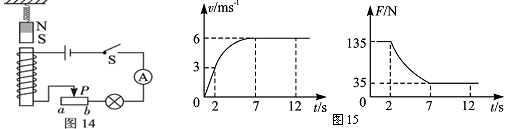 N
S
S
A
P
a
b
图 14
v/ms⁻¹
6
3
0
2
7
12
t/s
F/N
135
35
0
2
7
12
t/s
图 15